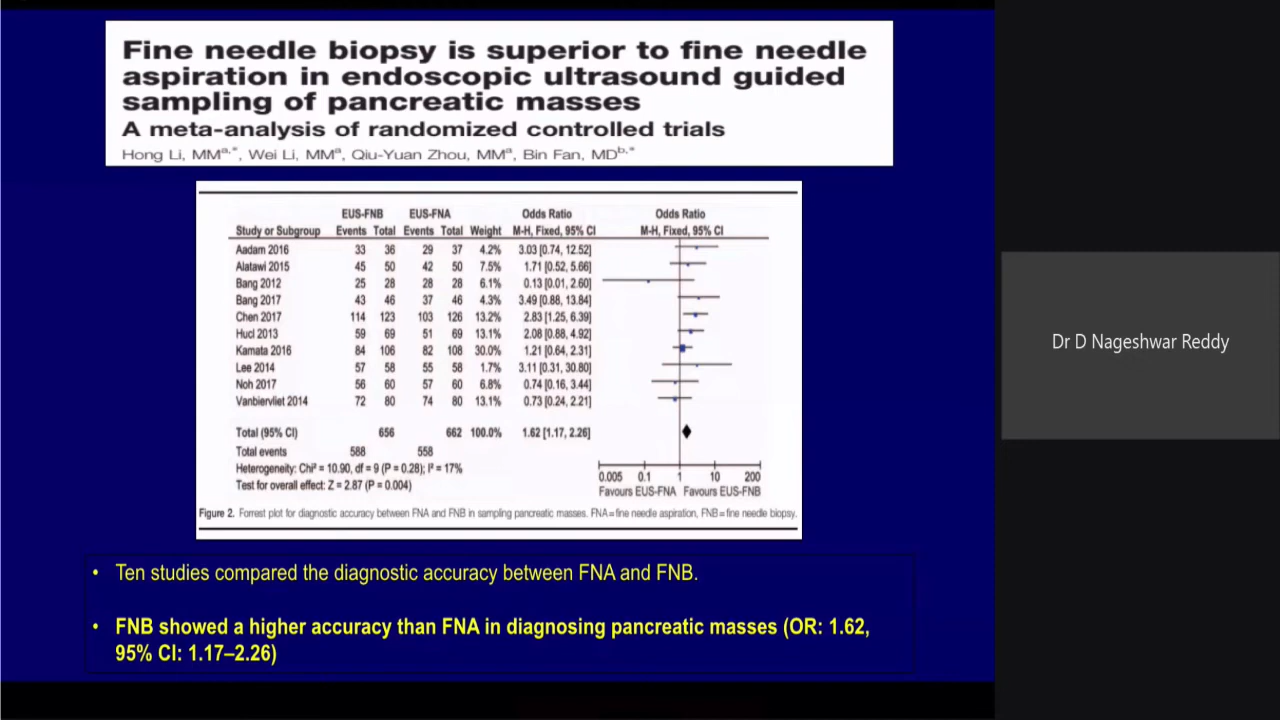 Fine needle biopsy is superior to fine needle
aspiration in endoscopic ultrasound guided
sampling of pancreatic masses
A meta-analysis of randomized controlled trials
Hong Li, MMa,*, Wei Li, MMa, Qiu-Yuan Zhou, MMa, Bin Fan, MDb,*
EUS-FNB EUS-FNA Odds Ratio Odds Ratio
Study or Subgroup Events Total Events Total Weight M-H, Fixed, 95% CI M-H, Fixed, 95% CI
Aadam 2016 33 36 29 37 4.2% 3.03 [0.74, 12.52]
Alatawi 2015 45 50 42 50 7.5% 1.71 [0.52, 5.66]
Bang 2012 25 28 28 28 6.1% 0.13 [0.01, 2.60]
Bang 2017 43 46 37 46 4.3% 3.49 [0.88, 13.84]
Chen 2017 114 123 103 126 13.2% 2.83 [1.25, 6.39]
Hucl 2013 59 69 51 69 13.1% 2.08 [0.88, 4.92]
Kamata 2016 84 106 82 108 30.0% 1.21 [0.64, 2.31]
Lee 2014 57 58 55 58 1.7% 3.11 [0.31, 30.80]
Noh 2017 56 60 57 60 6.8% 0.74 [0.16, 3.44]
Vanbiervliet 2014 72 80 74 80 13.1% 0.73 [0.24, 2.21]
Total (95% CI) 656 662 100.0% 1.62 [1.17, 2.26]
Total events 588 558
Heterogeneity: Chi² = 10.90, df = 9 (P = 0.28); I² = 17%
Test for overall effect: Z = 2.87 (P = 0.004)
0.005 0.1 1 10 200
Favours EUS-FNA Favours EUS-FNB
Figure 2. Forrest plot for diagnostic accuracy between FNA and FNB in sampling pancreatic masses. FNA=fine needle aspiration, FNB=fine needle biopsy.
• Ten studies compared the diagnostic accuracy between FNA and FNB.
• FNB showed a higher accuracy than FNA in diagnosing pancreatic masses (OR: 1.62,
95% CI: 1.17–2.26)
Dr D Nageshwar Reddy